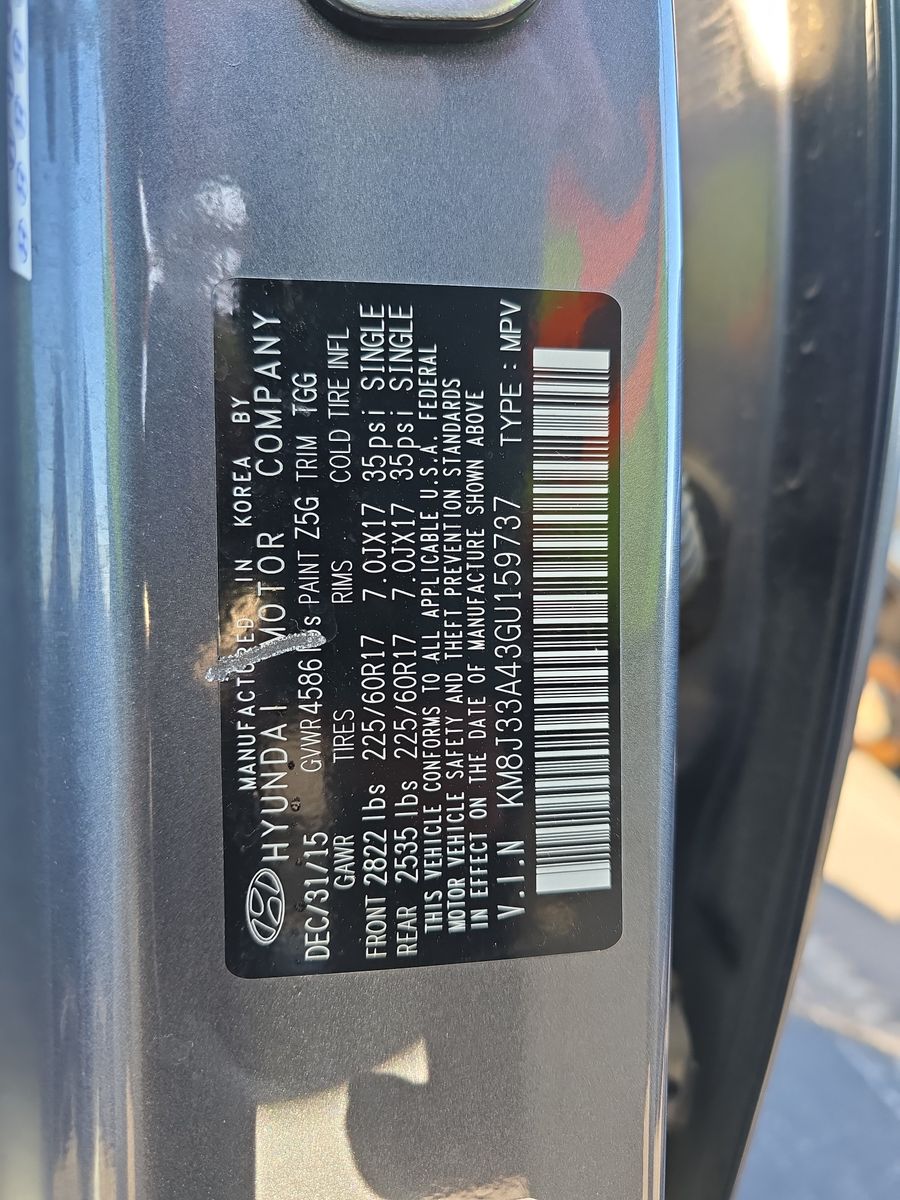 MANUFACTURED IN KOREA BY
HYUNDAI MOTOR COMPANY
DEC/31/15 GVWR 4586 lbs PAINT Z5G TRIM TGG
GAWR TIRES RIMS COLD TIRE INFL
FRONT 2822 lbs 225/60R17 7.0JX17 35psi SINGLE
REAR 2535 lbs 225/60R17 7.0JX17 35psi SINGLE
THIS VEHICLE CONFORMS TO ALL APPLICABLE U.S.A. FEDERAL
MOTOR VEHICLE SAFETY AND THEFT PREVENTION STANDARDS
IN EFFECT ON THE DATE OF MANUFACTURE SHOWN ABOVE
V.I.N KM8J33A43GU159737 TYPE : MPV